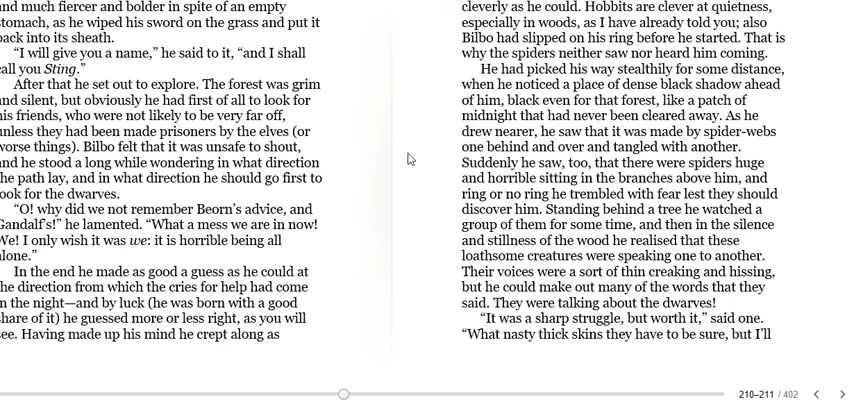 and much fiercer and bolder in spite of an empty
stomach, as he wiped his sword on the grass and put it
back into its sheath.
“I will give you a name,” he said to it, “and I shall
call you Sting.”
After that he set out to explore. The forest was grim
and silent, but obviously he had first of all to look for
his friends, who were not likely to be very far off,
unless they had been made prisoners by the elves (or
worse things). Bilbo felt that it was unsafe to shout,
and he stood a long while wondering in what direction
the path lay, and in what direction he should go first to
look for the dwarves.
“O! why did we not remember Beorn’s advice, and
Gandalf’s!” he lamented. “What a mess we are in now!
We! I only wish it was we: it is horrible being all
alone.”
In the end he made as good a guess as he could at
the direction from which the cries for help had come
in the night—and by luck (he was born with a good
share of it) he guessed more or less right, as you will
see. Having made up his mind he crept along as
cleverly as he could. Hobbits are clever at quietness,
especially in woods, as I have already told you; also
Bilbo had slipped on his ring before he started. That is
why the spiders neither saw nor heard him coming.
He had picked his way stealthily for some distance,
when he noticed a place of dense black shadow ahead
of him, black even for that forest, like a patch of
midnight that had never been cleared away. As he
drew nearer, he saw that it was made by spider-webs
one behind and over and tangled with another.
Suddenly he saw, too, that there were spiders huge
and horrible sitting in the branches above him, and
ring or no ring he trembled with fear lest they should
discover him. Standing behind a tree he watched a
group of them for some time, and then in the silence
and stillness of the wood he realised that these
loathsome creatures were speaking one to another.
Their voices were a sort of thin creaking and hissing,
but he could make out many of the words that they
said. They were talking about the dwarves!
“It was a sharp struggle, but worth it,” said one.
“What nasty thick skins they have to be sure, but I’ll
210–211 / 402